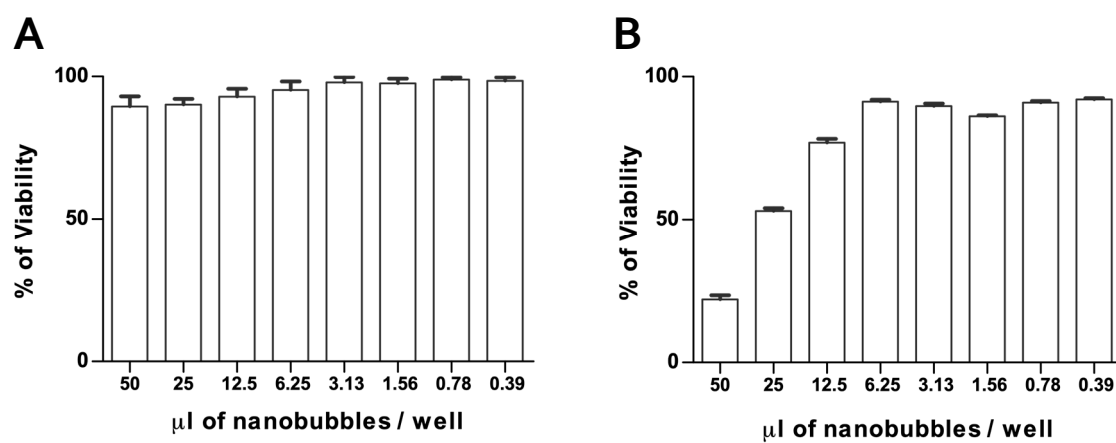 A
100
50
0
% of Viability
50 25 12.5 6.25 3.13 1.56 0.78 0.39
μl of nanobubbles / well
B
100
50
0
% of Viability
50 25 12.5 6.25 3.13 1.56 0.78 0.39
μl of nanobubbles / well